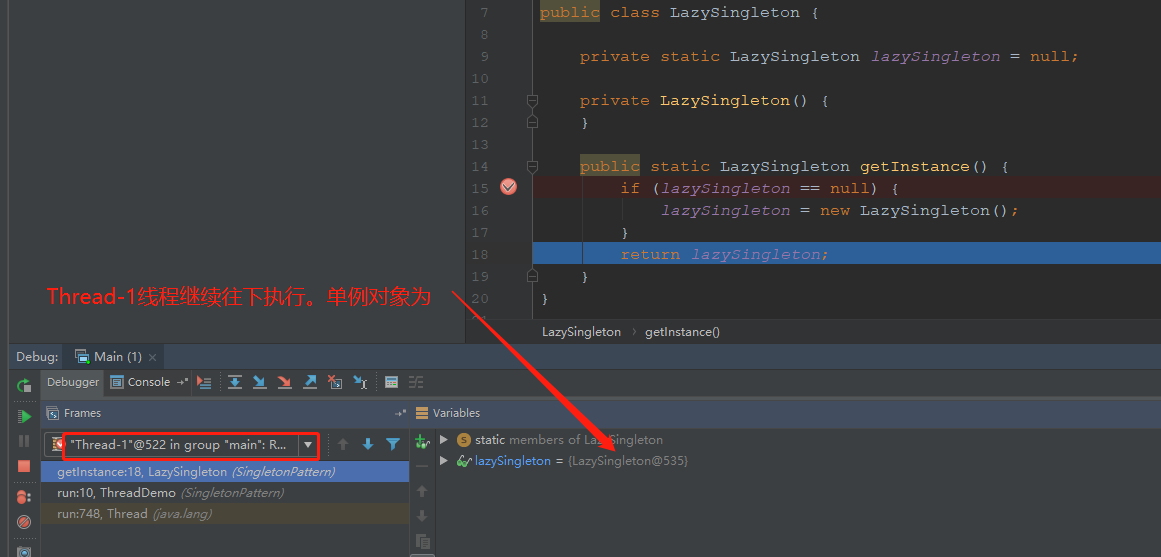 7 public class LazySingleton {
8
9 private static LazySingleton lazySingleton = null;
10
11 private LazySingleton() {
12 }
13
14 public static LazySingleton getInstance() {
15 if (lazySingleton == null) {
16 lazySingleton = new LazySingleton();
17 }
18 return lazySingleton;
19 }
20 }
Thread-1线程继续往下执行。单例对象为
LazySingleton › getInstance()
Debug: Main (1)
Debugger Console
Frames
Variables
"Thread-1"@522 in group "main": R...
getInstance:18, LazySingleton (SingletonPattern)
run:10, ThreadDemo (SingletonPattern)
run:748, Thread (java.lang)
static members of LazySingleton
lazySingleton = {LazySingleton@535}